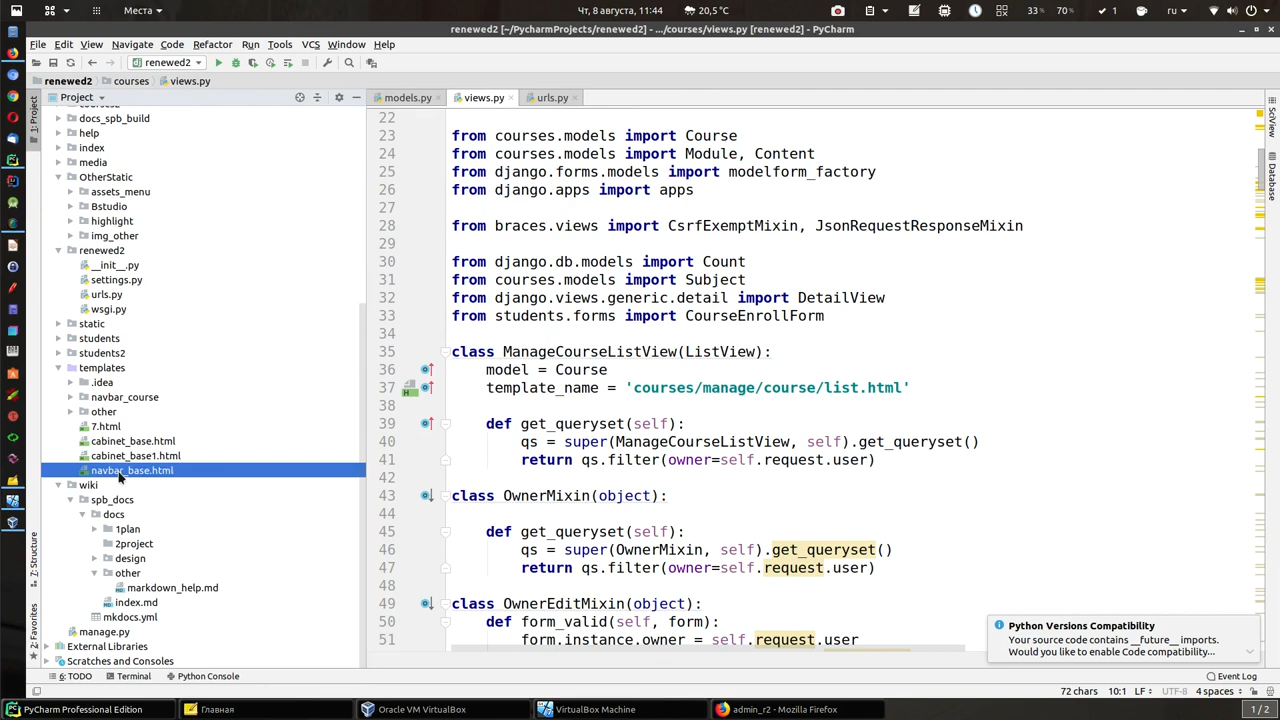 Места
Чт, 8 августа, 11:44
20,5 °C
33 %
70%
1
ru
renewed2 [~/PycharmProjects/renewed2] - .../courses/views.py [renewed2] - PyCharm
File Edit View Navigate Code Refactor Run Tools VCS Window Help
renewed2
renewed2 courses views.py
Project
models.py views.py urls.py
1: Project
7: Structure
2: Favorites
docs_spb_build
help
index
media
OtherStatic
assets_menu
Bstudio
highlight
img_other
renewed2
__init__.py
settings.py
urls.py
wsgi.py
static
students
students2
templates
.idea
navbar_course
other
7.html
cabinet_base.html
cabinet_base1.html
navbar_base.html
wiki
spb_docs
docs
1plan
2project
design
other
markdown_help.md
index.md
mkdocs.yml
manage.py
External Libraries
Scratches and Consoles
22
23 from courses.models import Course
24 from courses.models import Module, Content
25 from django.forms.models import modelform_factory
26 from django.apps import apps
27
28 from braces.views import CsrfExemptMixin, JsonRequestResponseMixin
29
30 from django.db.models import Count
31 from courses.models import Subject
32 from django.views.generic.detail import DetailView
33 from students.forms import CourseEnrollForm
34
35 class ManageCourseListView(ListView):
36 model = Course
37 template_name = 'courses/manage/course/list.html'
38
39 def get_queryset(self):
40 qs = super(ManageCourseListView, self).get_queryset()
41 return qs.filter(owner=self.request.user)
42
43 class OwnerMixin(object):
44
45 def get_queryset(self):
46 qs = super(OwnerMixin, self).get_queryset()
47 return qs.filter(owner=self.request.user)
48
49 class OwnerEditMixin(object):
50 def form_valid(self, form):
51 form.instance.owner = self.request.user
SciView
Database
Python Versions Compatibility
Your source code contains __future__ imports.
Would you like to enable Code compatibility...
6: TODO Terminal Python Console Event Log
72 chars 10:1 LF UTF-8 4 spaces
PyCharm Professional Edition
Главная
Oracle VM VirtualBox
VirtualBox Machine
admin_r2 - Mozilla Firefox
1 / 2